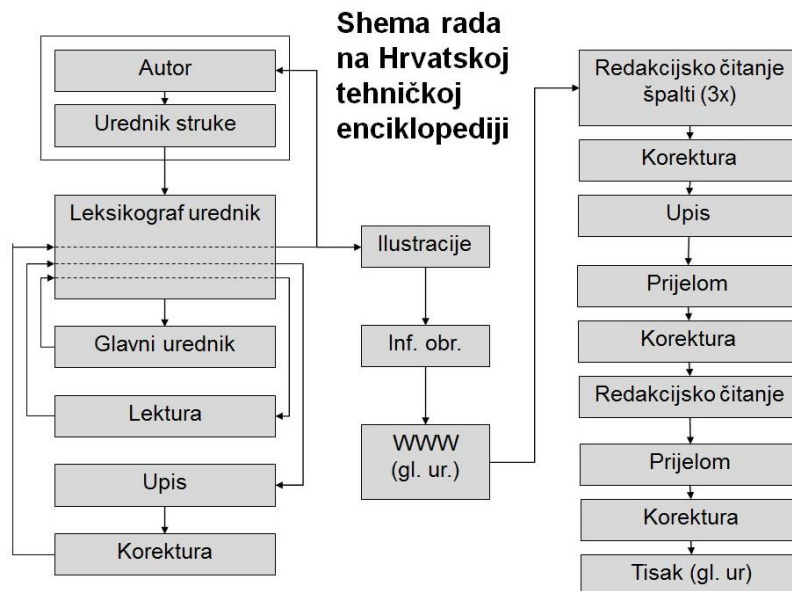 Shema rada
na Hrvatskoj
tehničkoj
enciklopediji
Autor
Urednik struke
Leksikograf urednik
Glavni urednik
Lektura
Upis
Korektura
Ilustracije
Inf. obr.
WWW
(gl. ur.)
Redakcijsko čitanje
špalti (3x)
Korektura
Upis
Prijelom
Korektura
Redakcijsko čitanje
Prijelom
Korektura
Tisak (gl. ur)